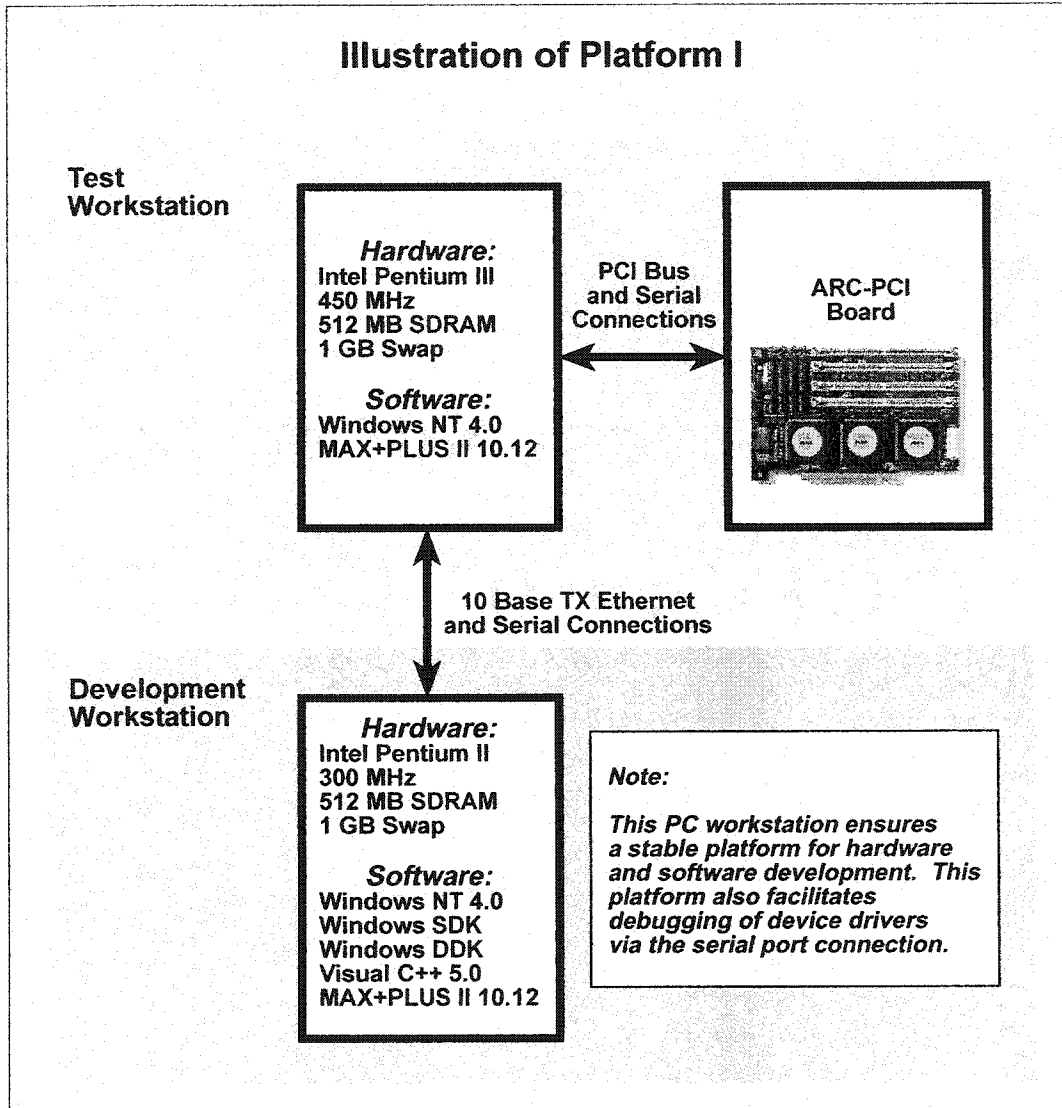 Illustration of Platform I
Test
Workstation
Hardware:
Intel Pentium III
450 MHz
512 MB SDRAM
1 GB Swap
Software:
Windows NT 4.0
MAX+PLUS II 10.12
PCI Bus
and Serial
Connections
ARC-PCI
Board
10 Base TX Ethernet
and Serial Connections
Development
Workstation
Hardware:
Intel Pentium II
300 MHz
512 MB SDRAM
1 GB Swap
Software:
Windows NT 4.0
Windows SDK
Windows DDK
Visual C++ 5.0
MAX+PLUS II 10.12
Note:
This PC workstation ensures
a stable platform for hardware
and software development.  This
platform also facilitates
debugging of device drivers
via the serial port connection.